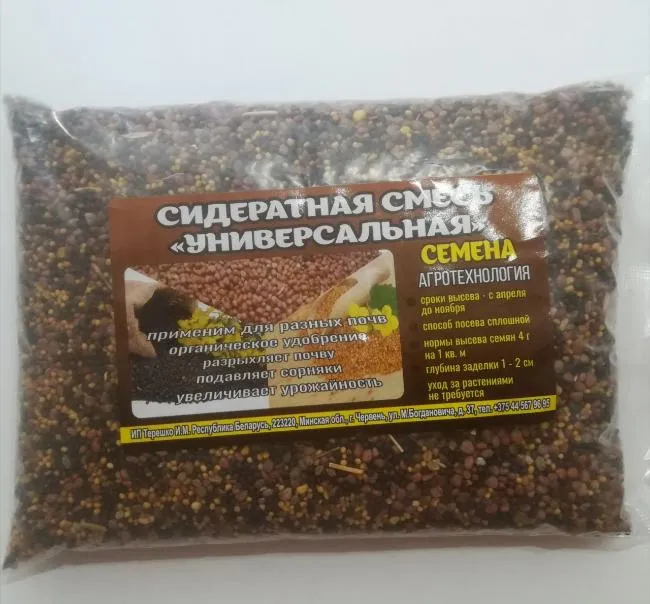 СИДЕРАТНАЯ СМЕСЬ
«УНИВЕРСАЛЬНАЯ»
СЕМЕНА
АГРОТЕХНОЛОГИЯ
сроки высева - с апреля
до ноября
способ посева сплошной
нормы высева семян 4 г
на 1 кв. м
глубина заделки 1 - 2 см
уход за растениями
не требуется
применим для разных почв
органическое удобрение
разрыхляет почву
подавляет сорняки
увеличивает урожайность
ИП Терешко И.М. Республика Беларусь, 223220, Минская обл., г. Червень, ул. М.Богдановича, д. 37, тел. +375 44 567 96 95